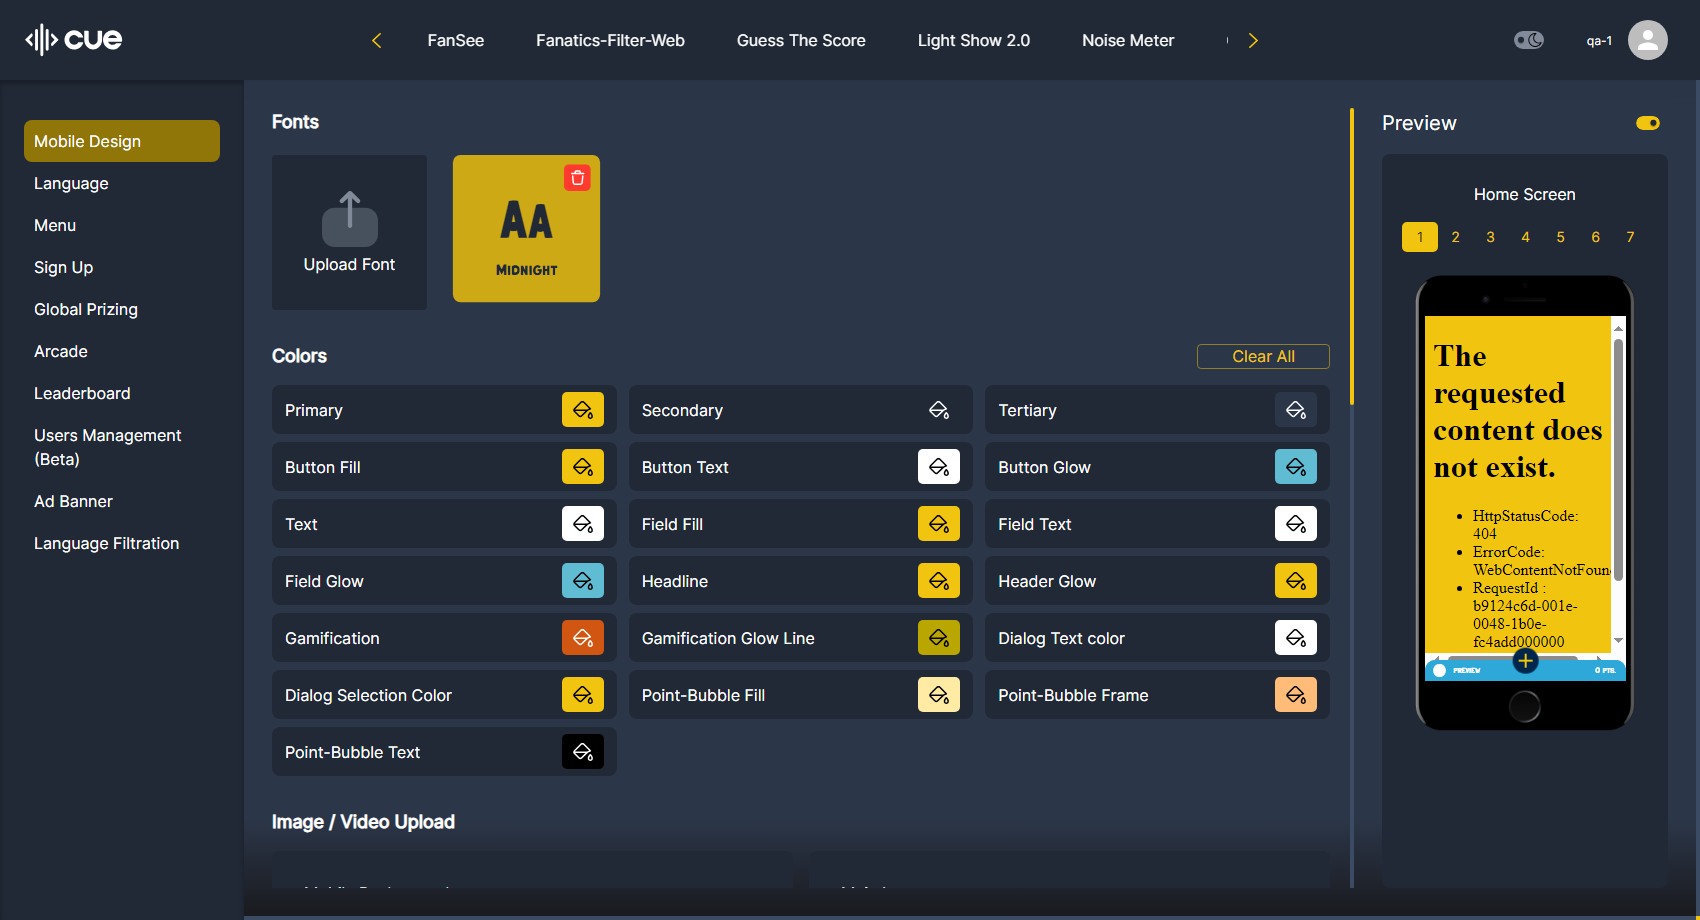 cue
FanSee
Fanatics-Filter-Web
Guess The Score
Light Show 2.0
Noise Meter
qa-1
Mobile Design
Language
Menu
Sign Up
Global Prizing
Arcade
Leaderboard
Users Management
(Beta)
Ad Banner
Language Filtration
Fonts
Upload Font
AA
MIDNIGHT
Colors
Clear All
Primary
Secondary
Tertiary
Button Fill
Button Text
Button Glow
Text
Field Fill
Field Text
Field Glow
Headline
Header Glow
Gamification
Gamification Glow Line
Dialog Text color
Dialog Selection Color
Point-Bubble Fill
Point-Bubble Frame
Point-Bubble Text
Image / Video Upload
Preview
Home Screen
1 2 3 4 5 6 7
The
requested
content does
not exist.
• HttpStatusCode:
404
• ErrorCode:
WebContentNotFoun
• RequestId :
b9124c6d-001e-
0048-1b0e-
fc4add000000
PREVIEW
0 PTS.